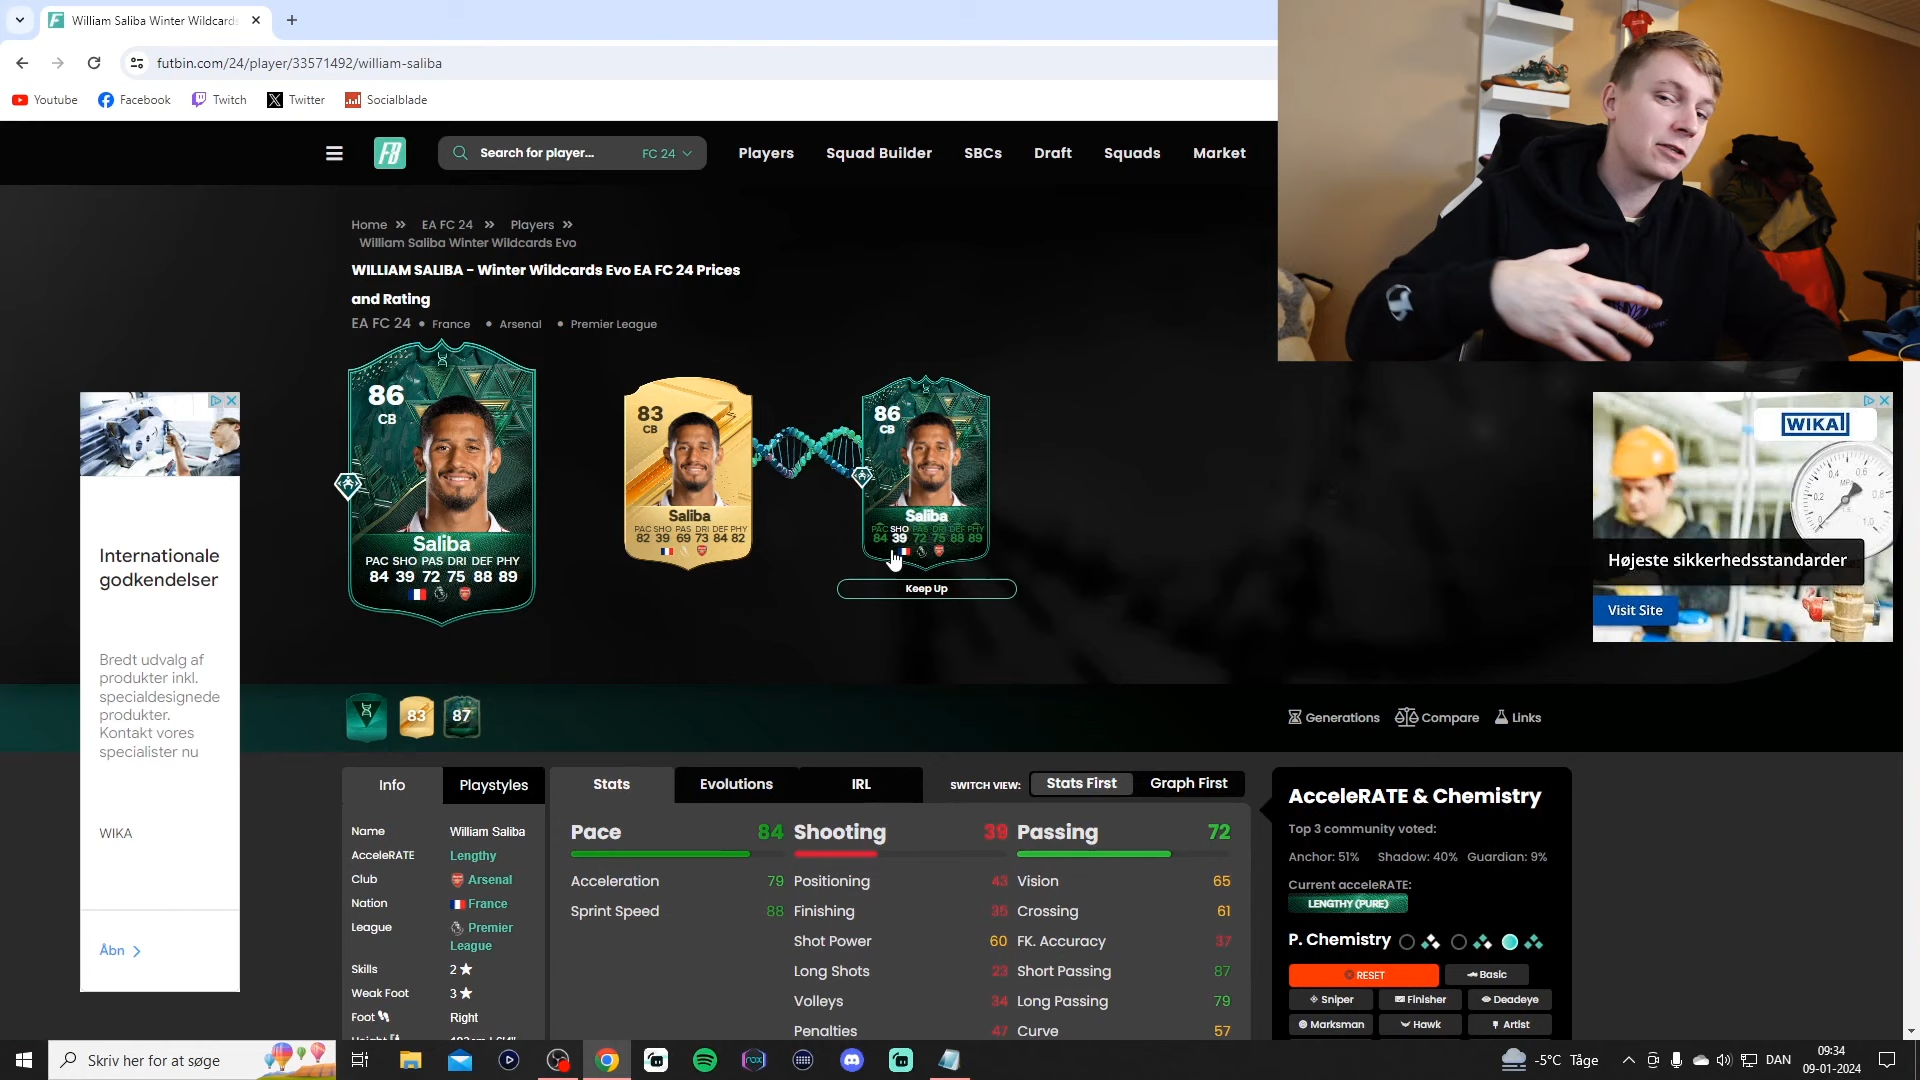 William Saliba Winter Wildcards
futbin.com/24/player/33571492/william-saliba
Youtube
Facebook
Twitch
Twitter
Socialblade
FB
Search for player...
FC 24
Players
Squad Builder
SBCs
Draft
Squads
Market
Home
EA FC 24
Players
William Saliba Winter Wildcards Evo
WILLIAM SALIBA - Winter Wildcards Evo EA FC 24 Prices
and Rating
EA FC 24 • France • Arsenal • Premier League
86
CB
Saliba
PAC SHO PAS DRI DEF PHY
84 39 72 75 88 89
83
CB
Saliba
PAC SHO PAS DRI DEF PHY
82 39 69 73 84 82
86
CB
Saliba
PAC SHO PAS DRI DEF PHY
84 39 72 75 88 89
Keep Up
Internationale
godkendelser
Bredt udvalg af
produkter inkl.
specialdesignede
produkter.
Kontakt vores
specialister nu
WIKA
Åbn
WIKA
Højeste sikkerhedsstandarder
Visit Site
83
87
Generations
Compare
Links
Info
Playstyles
Stats
Evolutions
IRL
SWITCH VIEW:
Stats First
Graph First
Name William Saliba
AcceleRATE Lengthy
Club Arsenal
Nation France
League Premier
League
Skills 2
Weak Foot 3
Foot Right
Pace 84
Acceleration 79
Sprint Speed 88
Shooting 39
Positioning 43
Finishing 35
Shot Power 60
Long Shots 23
Volleys 34
Penalties 47
Passing 72
Vision 65
Crossing 61
FK. Accuracy 37
Short Passing 87
Long Passing 79
Curve 57
AcceleRATE & Chemistry
Top 3 community voted:
Anchor: 51% Shadow: 40% Guardian: 9%
Current acceleRATE:
LENGTHY (PURE)
P. Chemistry
RESET
Basic
Sniper
Finisher
Deadeye
Marksman
Hawk
Artist
Skriv her for at søge
-5°C Tåge
DAN
09:34
09-01-2024